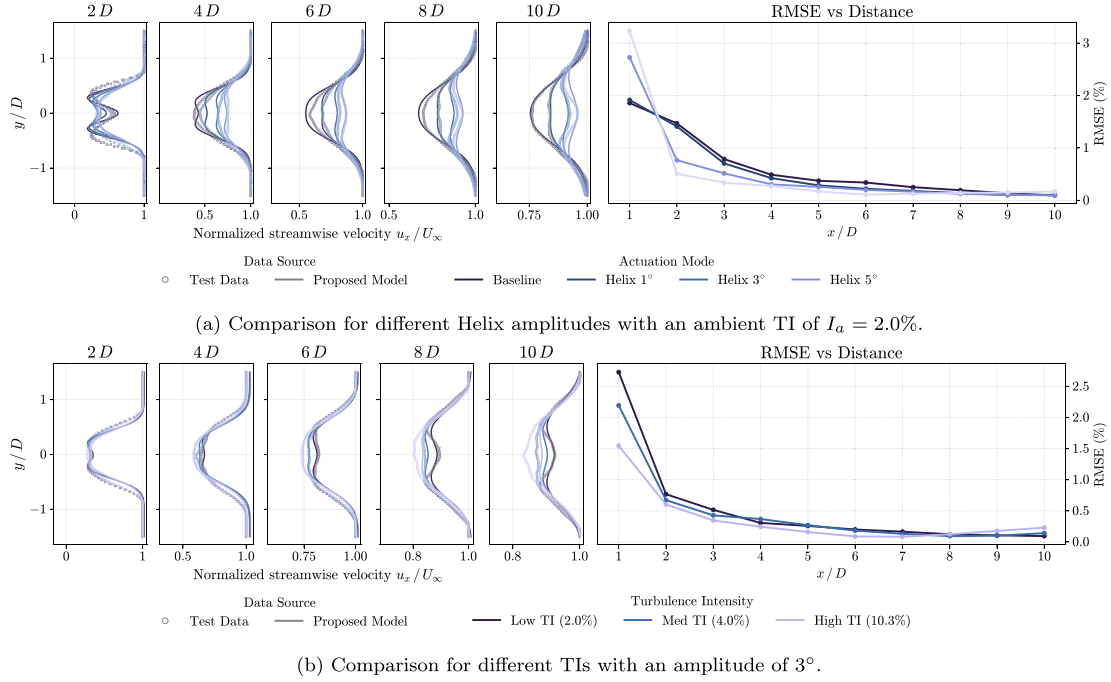 2 D 4 D 6 D 8 D 10 D RMSE vs Distance
y / D
1
0
−1
0 1 0.5 1.0 0.5 1.0 0.5 1.0 0.75 1.00
Normalized streamwise velocity u_x / U_∞
3
2
1
0
RMSE (%)
1 2 3 4 5 6 7 8 9 10
x / D
Data Source
Test Data Proposed Model
Actuation Mode
Baseline Helix 1° Helix 3° Helix 5°
(a) Comparison for different Helix amplitudes with an ambient TI of I_a = 2.0%.
2 D 4 D 6 D 8 D 10 D RMSE vs Distance
y / D
1
0
−1
0 1 0.5 1.0 0.75 1.00 0.8 1.0 0.8 1.0
Normalized streamwise velocity u_x / U_∞
2.5
2.0
1.5
1.0
0.5
0.0
RMSE (%)
1 2 3 4 5 6 7 8 9 10
x / D
Data Source
Test Data Proposed Model
Turbulence Intensity
Low TI (2.0%) Med TI (4.0%) High TI (10.3%)
(b) Comparison for different TIs with an amplitude of 3°.